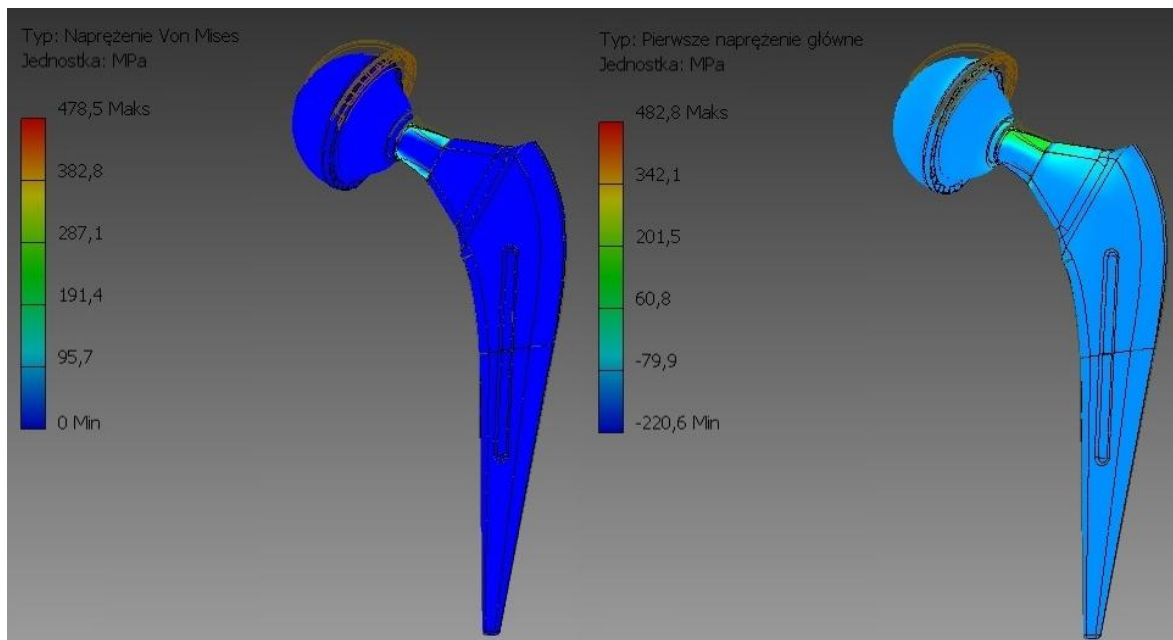 Typ: Naprężenie Von Mises
Jednostka: MPa
478,5 Maks
382,8
287,1
191,4
95,7
0 Min
Typ: Pierwsze naprężenie główne
Jednostka: MPa
482,8 Maks
342,1
201,5
60,8
-79,9
-220,6 Min